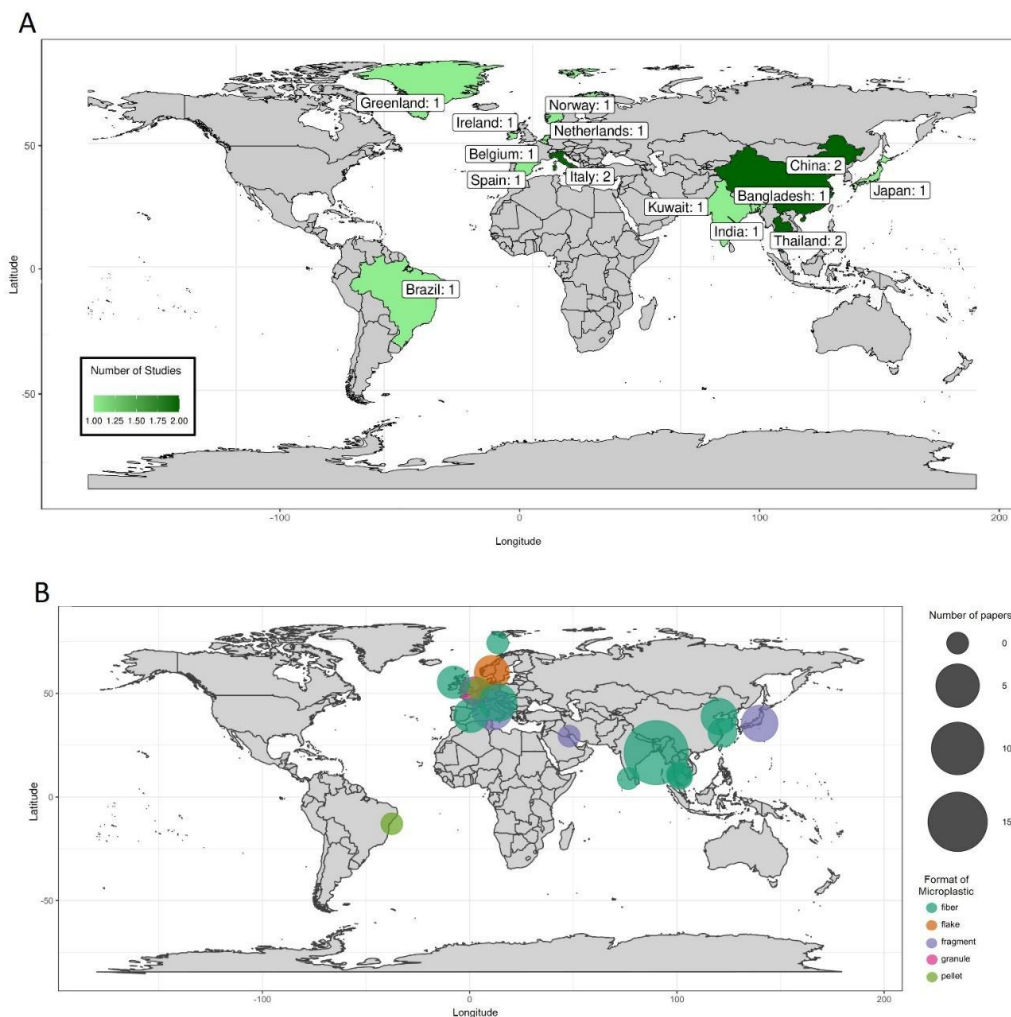 A
Greenland: 1
Norway: 1
Ireland: 1
Netherlands: 1
Belgium: 1
China: 2
Spain: 1
Italy: 2
Bangladesh: 1
Japan: 1
Kuwait: 1
India: 1
Thailand: 2
Brazil: 1
Latitude
50
0
-50
Number of Studies
1.00 1.25 1.50 1.75 2.00
-100 0 100 200
Longitude
B
Latitude
50
0
-50
-100 0 100 200
Longitude
Number of papers
0
5
10
15
Format of
Microplastic
fiber
flake
fragment
granule
pellet